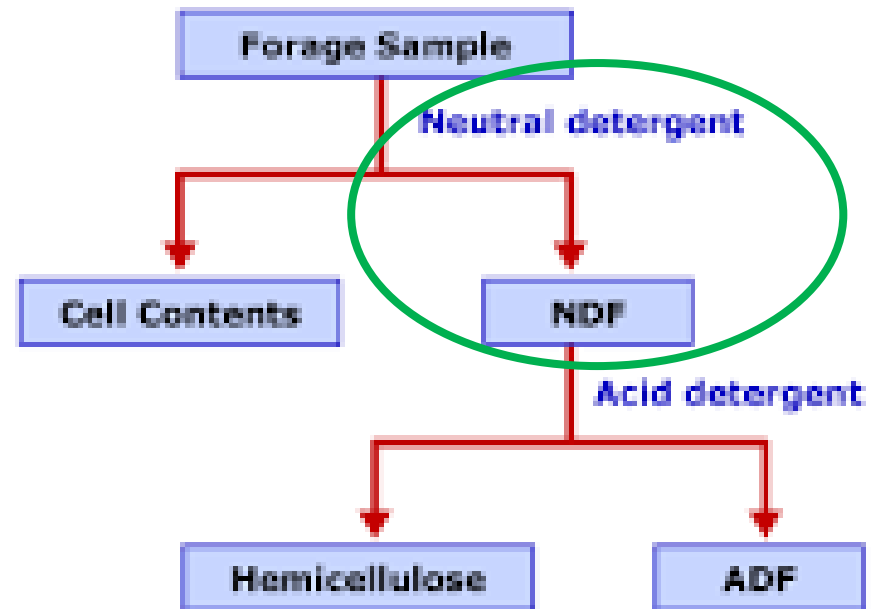 Forage Sample
Neutral detergent
Cell Contents
NDF
Acid detergent
Hemicellulose
ADF